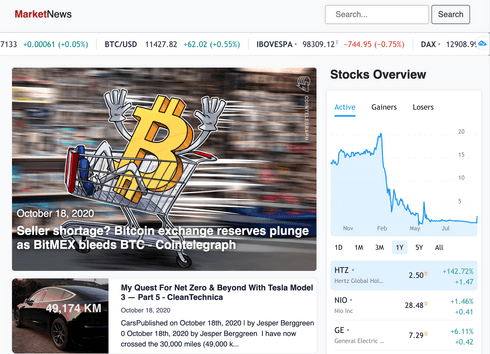 MarketNews
Search...
Search
7133 +0.00061 (+0.05%) BTC/USD 11427.82 +62.02 (+0.55%) IBOVESPA 98309.12 -744.95 (-0.75%) DAX 12908.9
Stocks Overview
Active Gainers Losers
20
15
10
5
Nov Feb May Jul
1D 1M 3M 1Y 5Y All
HTZ 2.50 +142.72%
Hertz Global Hol... +1.47
NIO 28.48 +1.46%
Nio Inc +0.41
GE 7.29 +6.11%
General Electric ... +0.42
October 18, 2020
Seller shortage? Bitcoin exchange reserves plunge
as BitMEX bleeds BTC - Cointelegraph
49,174 KM
My Quest For Net Zero & Beyond With Tesla Model
3 — Part 5 - CleanTechnica
October 18, 2020
CarsPublished on October 18th, 2020 | by Jesper Berggreen
0 October 18th, 2020 by Jesper Berggreen I have now
crossed the 30,000 miles (49,000 k...